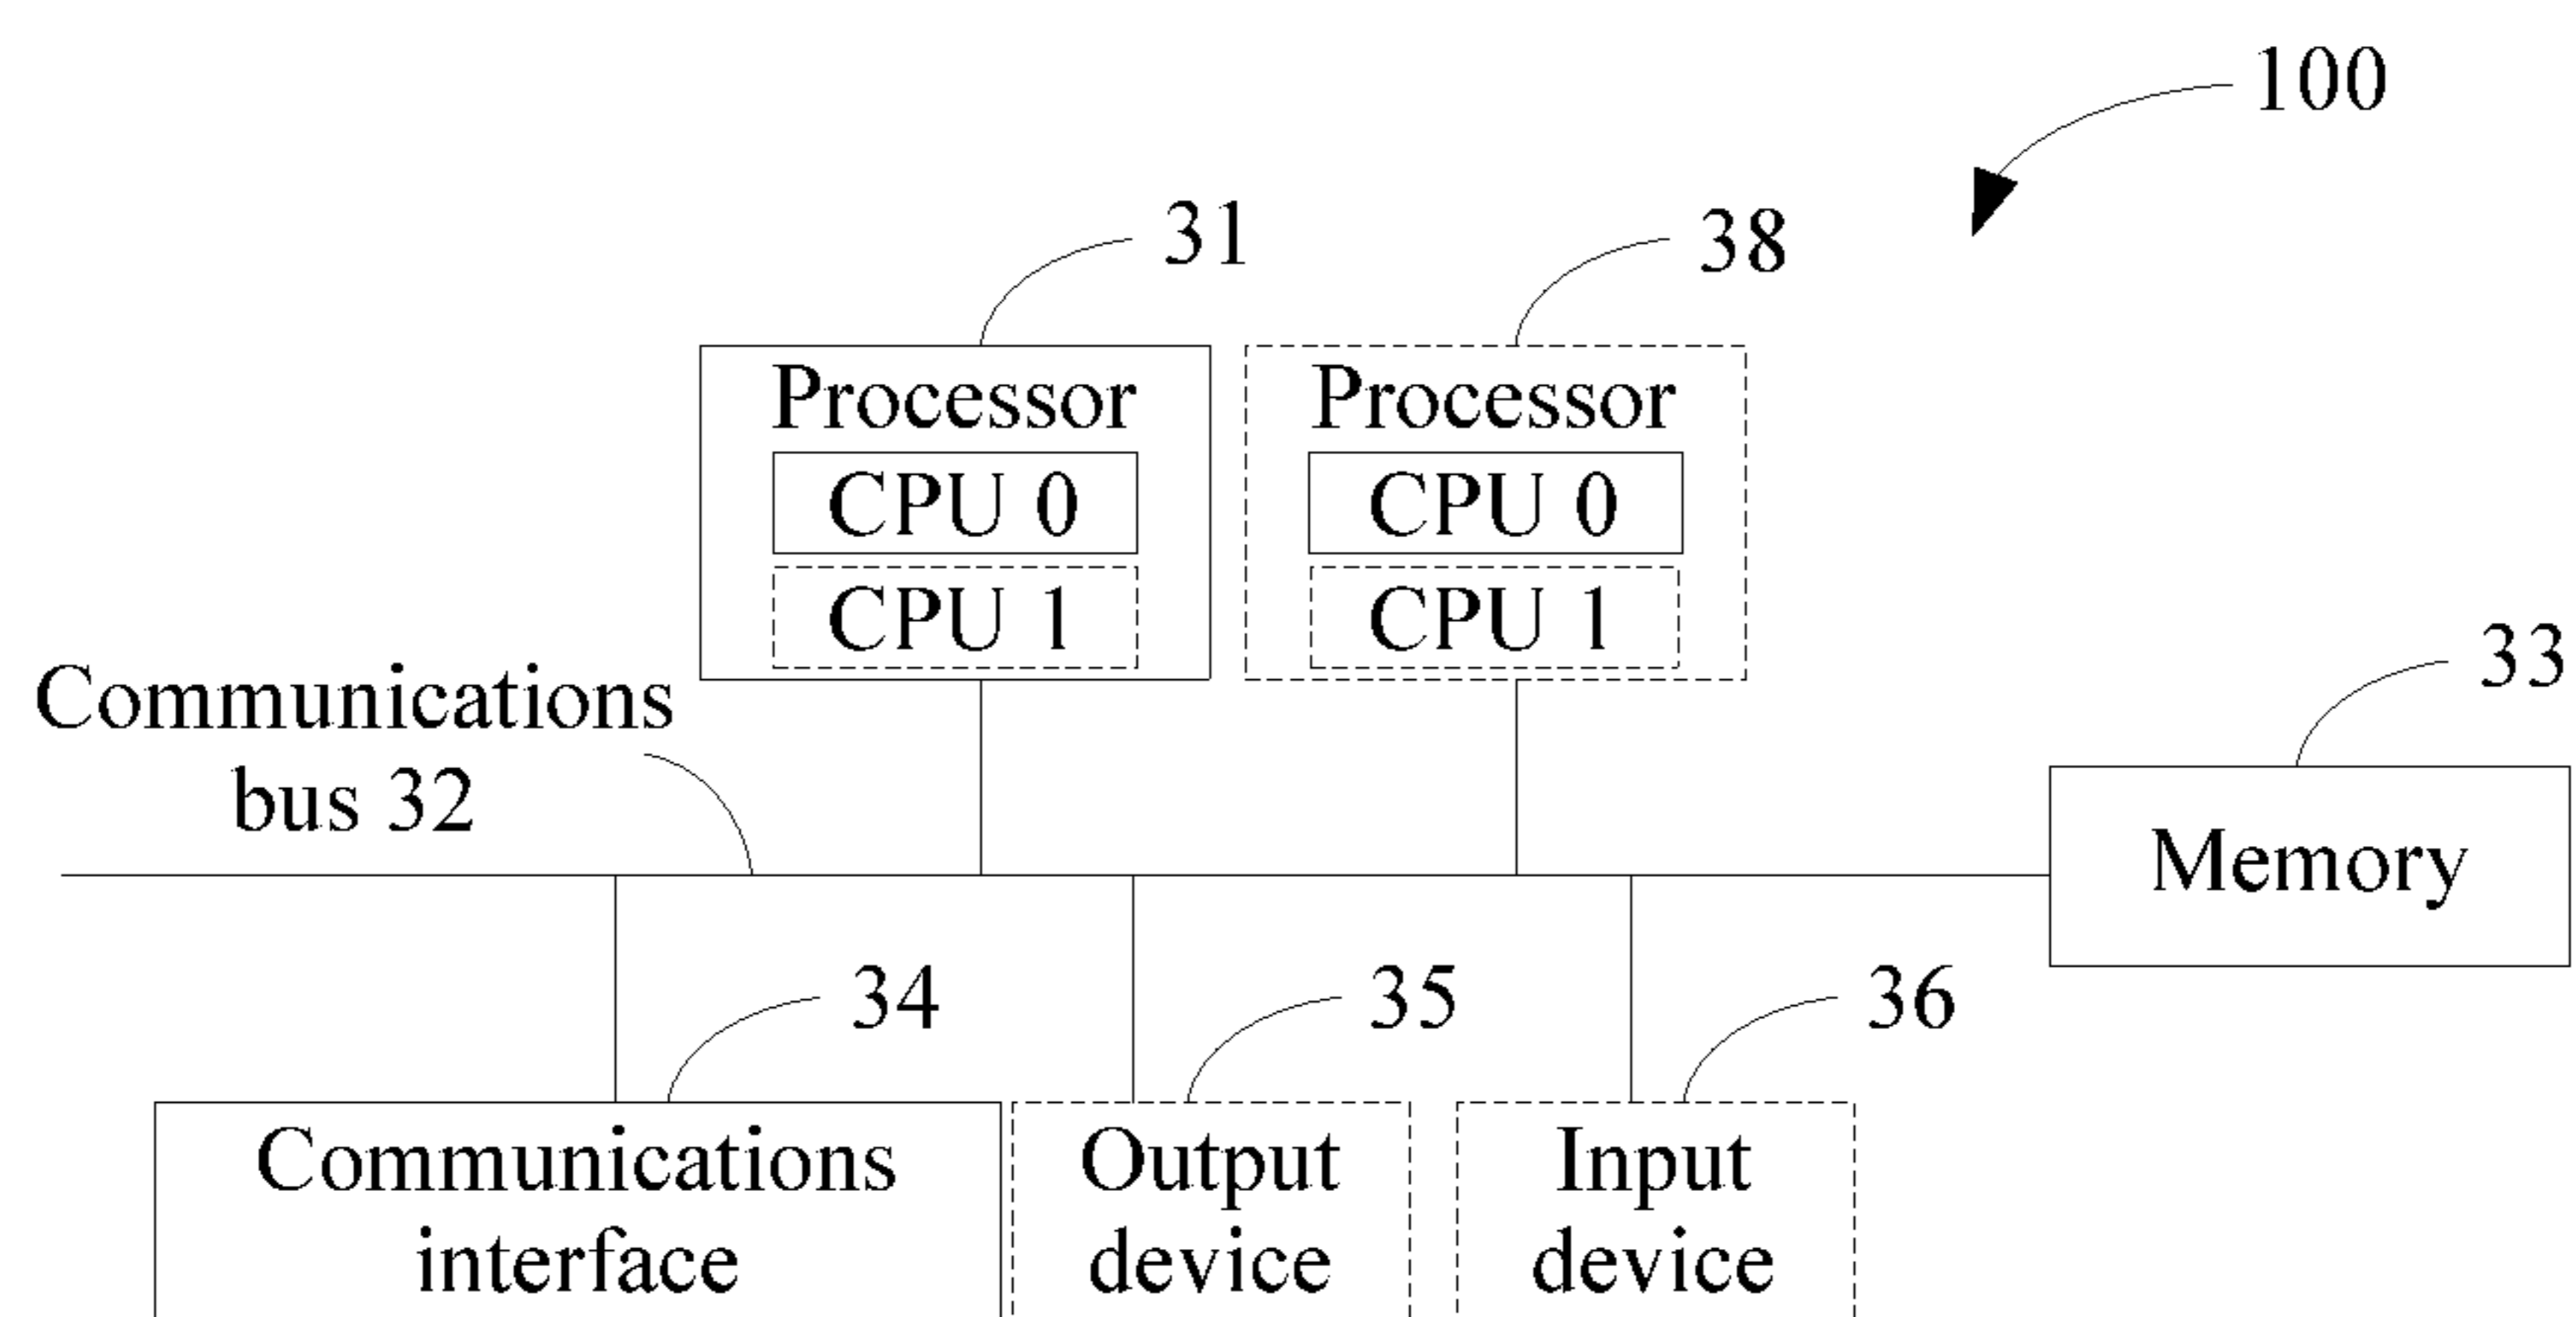 100
31
38
Processor
CPU 0
CPU 1
Processor
CPU 0
CPU 1
Communications
bus 32
33
Memory
34
35
36
Communications
interface
Output
device
Input
device